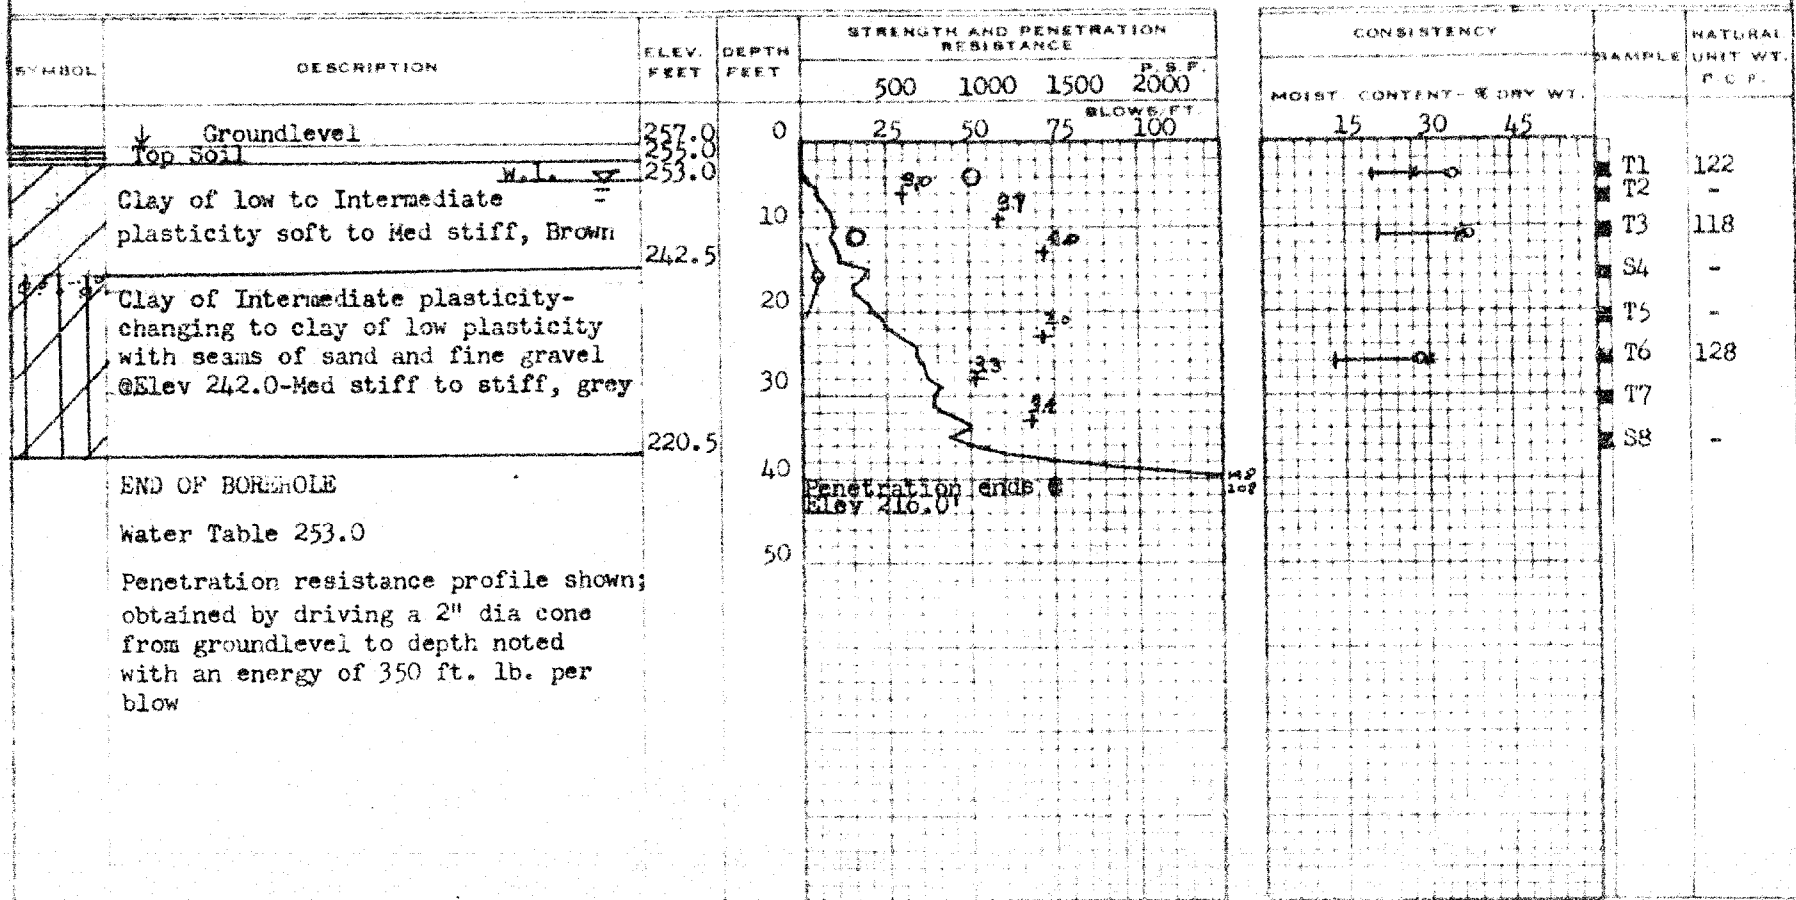 SYMBOL
DESCRIPTION
ELEV. FEET
DEPTH FEET
STRENGTH AND PENETRATION
RESISTANCE
P.S.F.
500 1000 1500 2000
BLOWS/FT.
25 50 75 100
CONSISTENCY
MOIST. CONTENT - % DRY WT.
15 30 45
SAMPLE
NATURAL
UNIT WT.
P.C.F.
Groundlevel 257.0
Top Soil 255.0
W.L. 253.0
Clay of low to Intermediate
plasticity soft to Med stiff, Brown
242.5
Clay of Intermediate plasticity-
changing to clay of low plasticity
with seams of sand and fine gravel
@Elev 242.0-Med stiff to stiff, grey
220.5
END OF BOREHOLE
Water Table 253.0
Penetration resistance profile shown;
obtained by driving a 2" dia cone
from groundlevel to depth noted
with an energy of 350 ft. lb. per
blow
0
10
20
30
40
50
3.7
3.3
Penetration ends @
Elev 216.0'
T1 122
T2 -
T3 118
S4 -
T5 -
T6 128
T7
S8 -